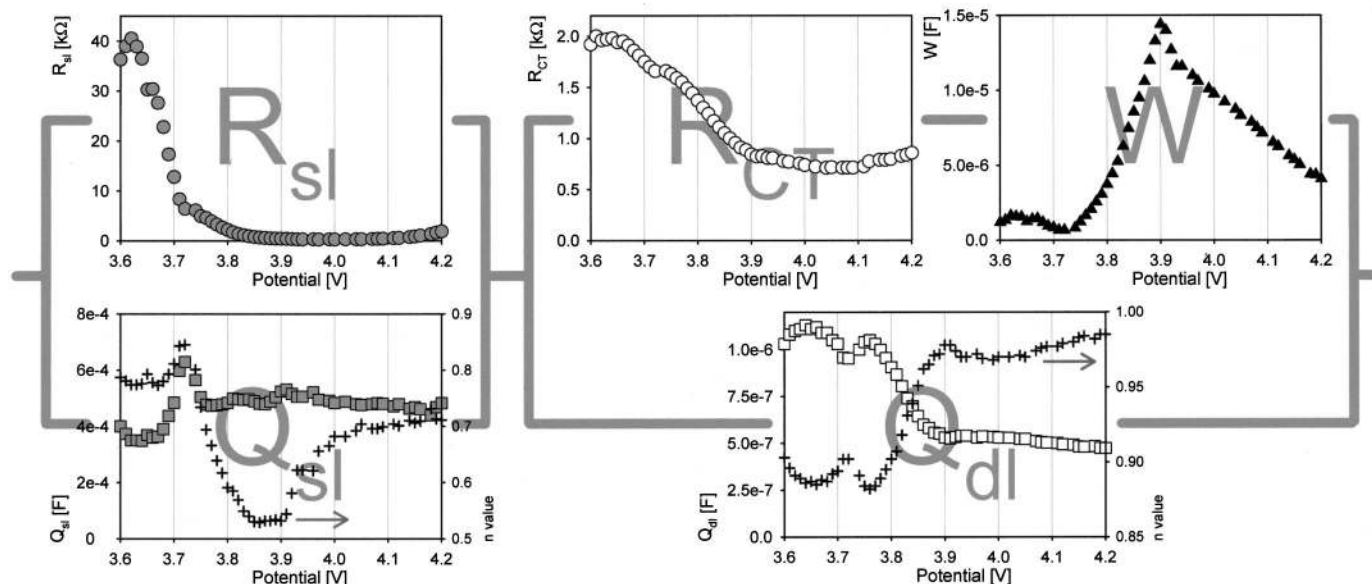 R_sl [kΩ]
40
30
20
10
0
3.6 3.7 3.8 3.9 4.0 4.1 4.2
Potential [V]
R_sl
R_CT [kΩ]
2.0
1.5
1.0
0.5
0.0
3.6 3.7 3.8 3.9 4.0 4.1 4.2
Potential [V]
R_CT
W [F]
1.5e-5
1.0e-5
5.0e-6
0.0
3.6 3.7 3.8 3.9 4.0 4.1 4.2
Potential [V]
W
Q_sl [F]
8e-4
6e-4
4e-4
2e-4
0
0.9
0.8
0.7
0.6
0.5
n value
3.6 3.7 3.8 3.9 4.0 4.1 4.2
Potential [V]
Q_sl
Q_dl [F]
1.0e-6
7.5e-7
5.0e-7
2.5e-7
0.0
1.00
0.95
0.90
0.85
n value
3.6 3.7 3.8 3.9 4.0 4.1 4.2
Potential [V]
Q_dl